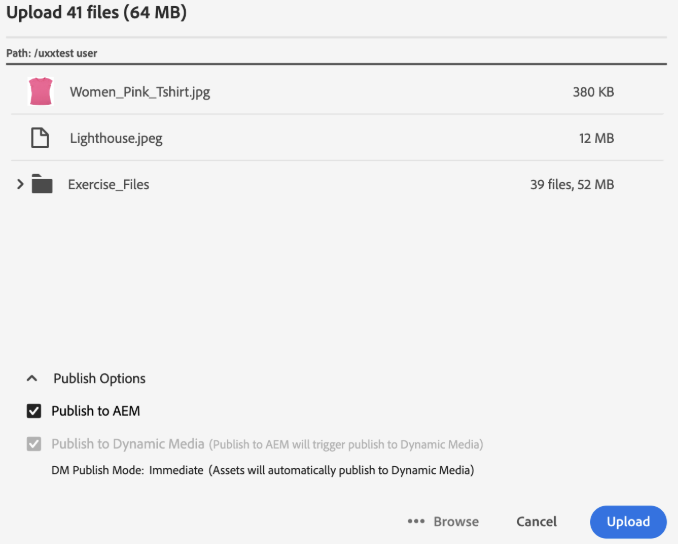 Upload 41 files (64 MB)
Path: /uxxtest user
Women_Pink_Tshirt.jpg 380 KB
Lighthouse.jpeg 12 MB
Exercise_Files 39 files, 52 MB
Publish Options
Publish to AEM
Publish to Dynamic Media (Publish to AEM will trigger publish to Dynamic Media)
DM Publish Mode: Immediate (Assets will automatically publish to Dynamic Media)
••• Browse Cancel Upload